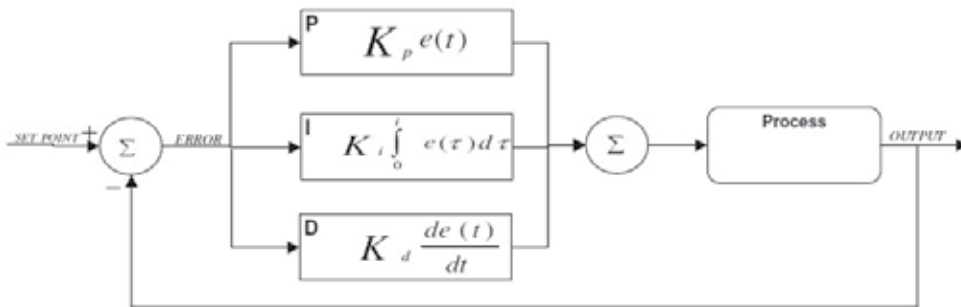 P
K p e(t)
SET POINT +
Σ
ERROR
I
K i ∫ 0 t e(τ)dτ
Σ
Process
OUTPUT
−
D
K d de(t)/dt